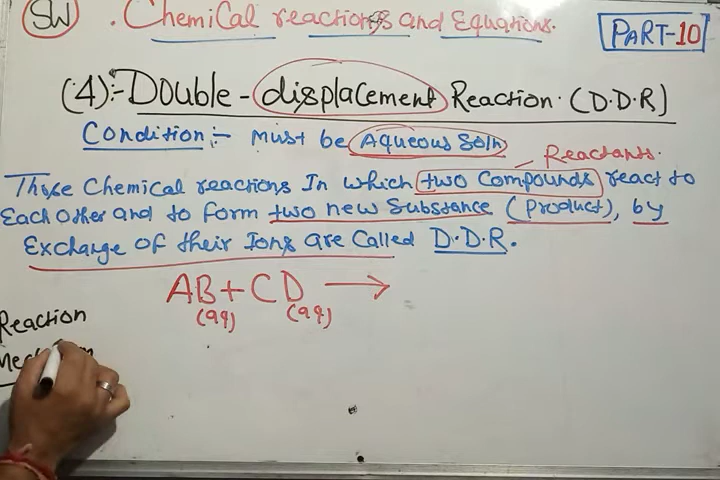 SW . Chemical reactions and Equations. PART-10
(4):- Double-displacement Reaction. (D.D.R)
Condition:- must be Aqueous Soln
Reactants.
Those Chemical reactions In which two Compounds react to
Each other and to form two new Substance (Product), by
Exchange of their Ions are Called D.D.R.
AB + CD →
(aq) (aq)
Reaction